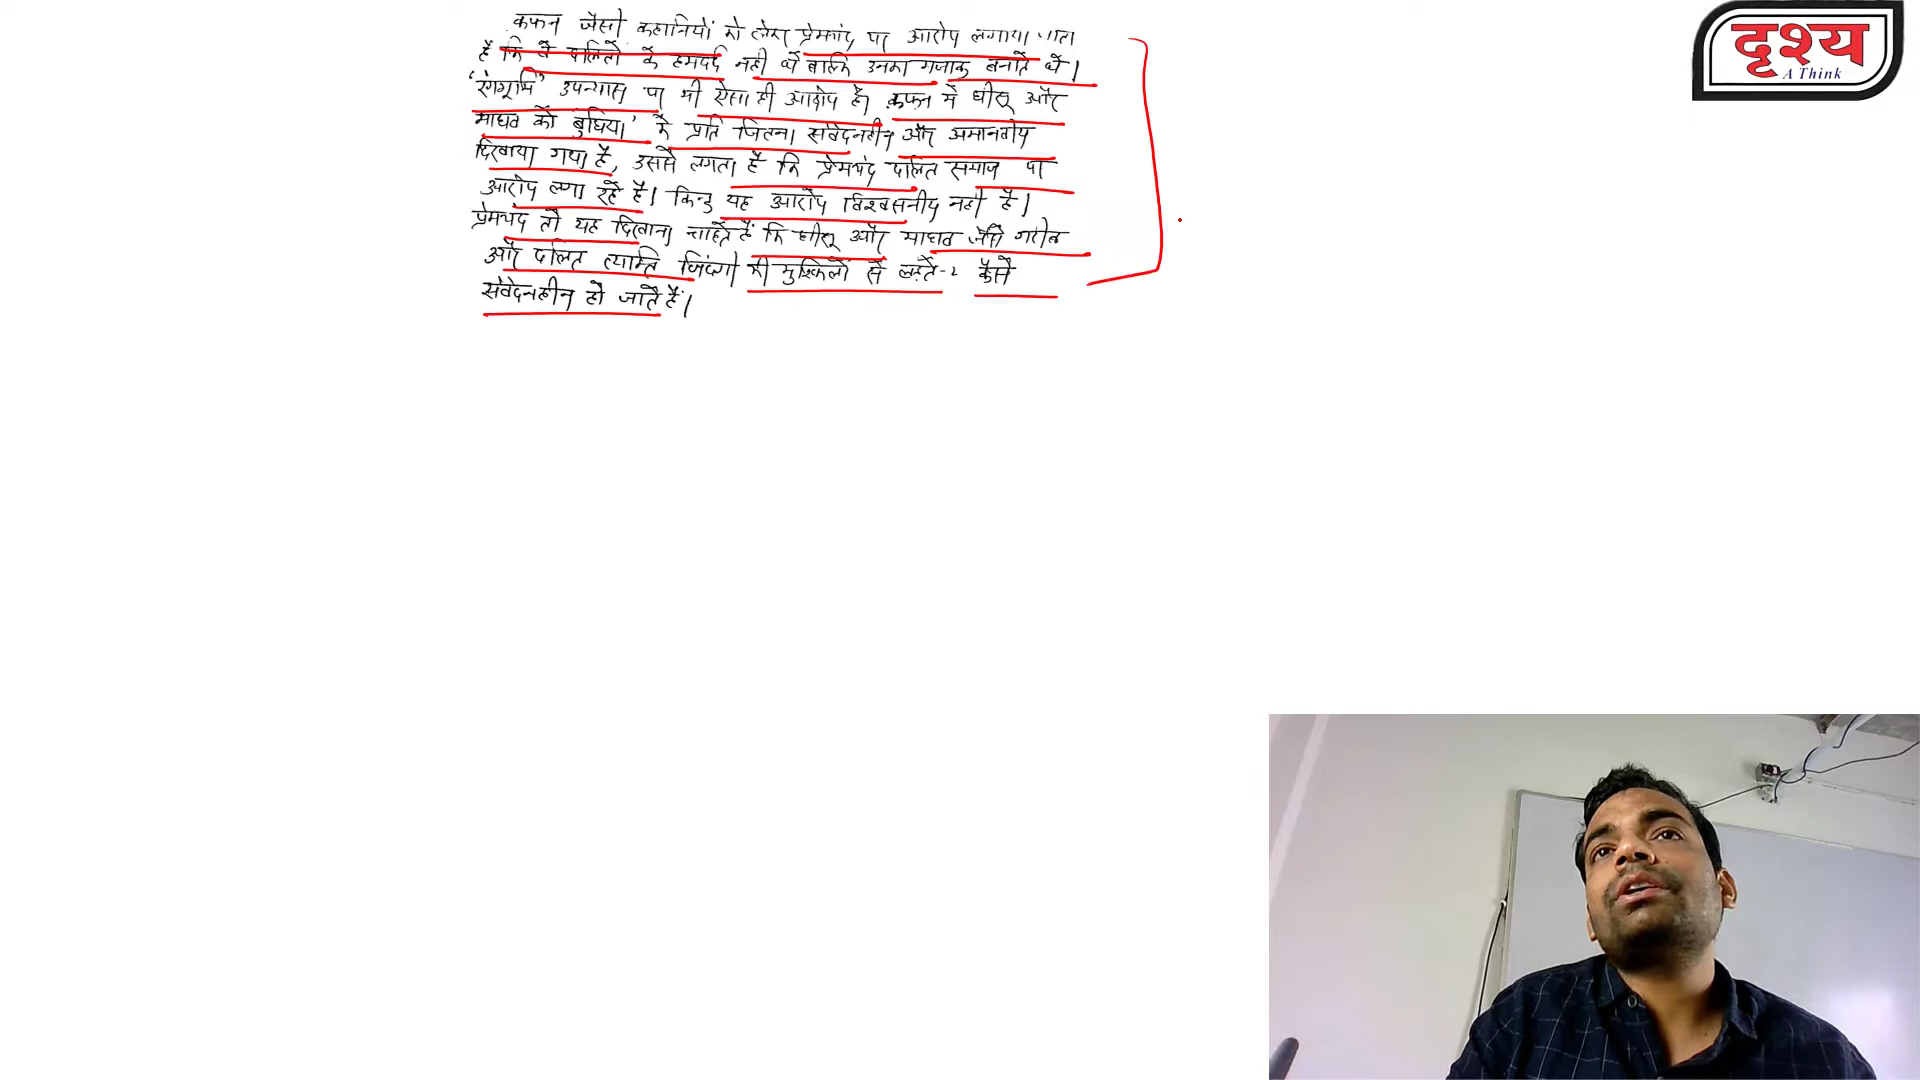 कफन जैसी कहानियों को लेकर प्रेमचंद पर आरोप लगाया जाता
है कि वे दलितों के हमदर्द नहीं थे बल्कि उनका मजाक बनाते थे।
'रंगभूमि' उपन्यास पर भी ऐसा ही आक्षेप है। कफन में घीसू और
माधव को बुधिया के प्रति जितना संवेदनहीन और अमानवीय
दिखाया गया है, उससे लगता है कि प्रेमचंद दलित समाज पर
आरोप लगा रहे हैं। किन्तु यह आरोप विश्वसनीय नहीं है।
प्रेमचंद तो यह दिखाना चाहते हैं कि घीसू और माधव जैसे गरीब
और दलित व्यक्ति जिंदगी की मुश्किलों से लड़ते-२ कैसे
संवेदनहीन हो जाते हैं।
दृश्य
A Think